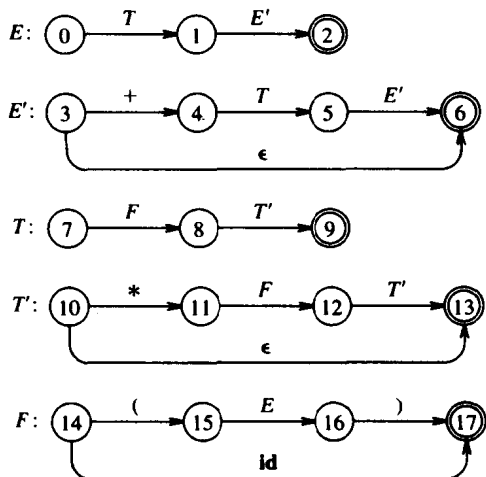 T E'
E: 0 1 2
+ T E'
E': 3 4 5 6
ϵ
F T'
T: 7 8 9
* F T'
T': 10 11 12 13
ϵ
( E )
F: 14 15 16 17
id